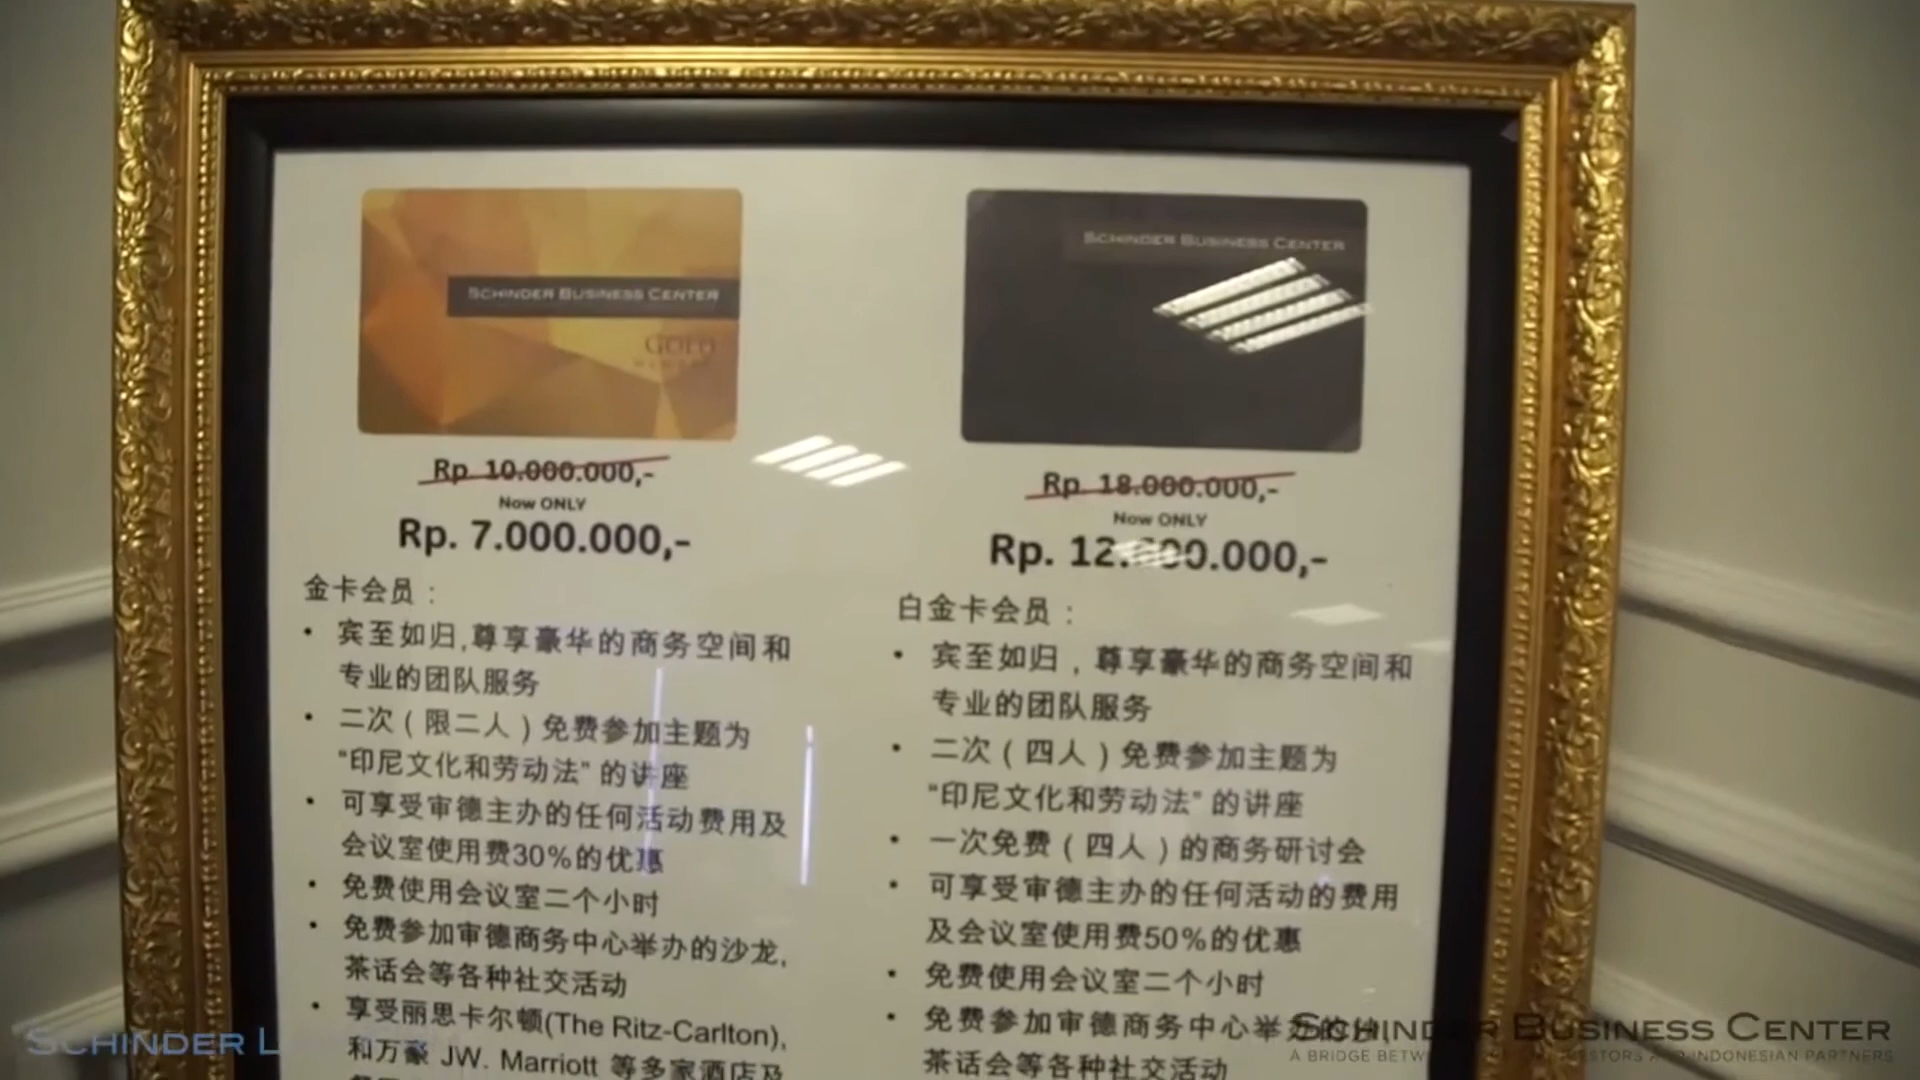 SCHINDER BUSINESS CENTER
GOLD
Rp 10.000.000,-
Now ONLY
Rp. 7.000.000,-
金卡会员：
• 宾至如归,尊享豪华的商务空间和
专业的团队服务
• 二次（限二人）免费参加主题为
“印尼文化和劳动法” 的讲座
• 可享受审德主办的任何活动费用及
会议室使用费30%的优惠
• 免费使用会议室二个小时
• 免费参加审德商务中心举办的沙龙,
茶话会等各种社交活动
• 享受丽思卡尔顿(The Ritz-Carlton),
和万豪 JW. Marriott 等多家酒店及
SCHINDER BUSINESS CENTER
Rp 18.000.000,-
Now ONLY
Rp. 12.600.000,-
白金卡会员：
• 宾至如归，尊享豪华的商务空间和
专业的团队服务
• 二次（四人）免费参加主题为
“印尼文化和劳动法” 的讲座
• 一次免费（四人）的商务研讨会
• 可享受审德主办的任何活动的费用
及会议室使用费50%的优惠
• 免费使用会议室二个小时
• 免费参加审德商务中心举办的沙
茶话会等各种社交活动
SCHINDER
SCHINDER BUSINESS CENTER
A BRIDGE INDONESIAN PARTNERS